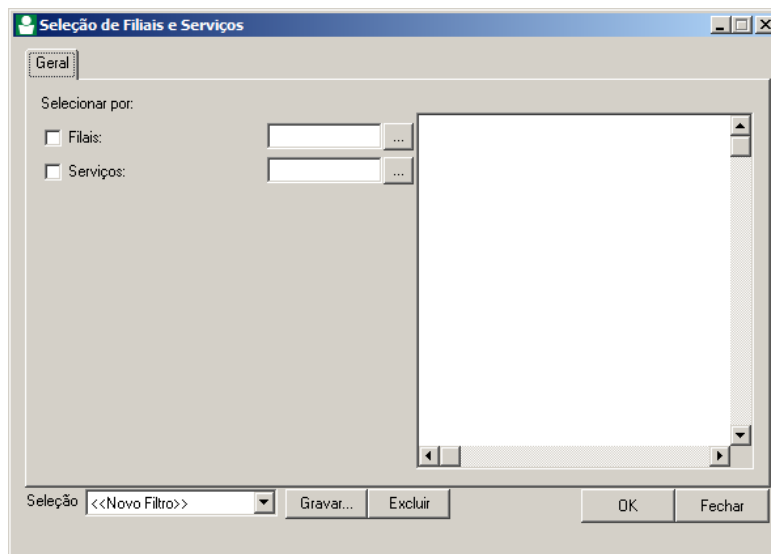 Seleção de Filiais e Serviços
Geral
Selecionar por:
Filais: ...
Serviços: ...
Seleção <<Novo Filtro>> Gravar... Excluir OK Fechar